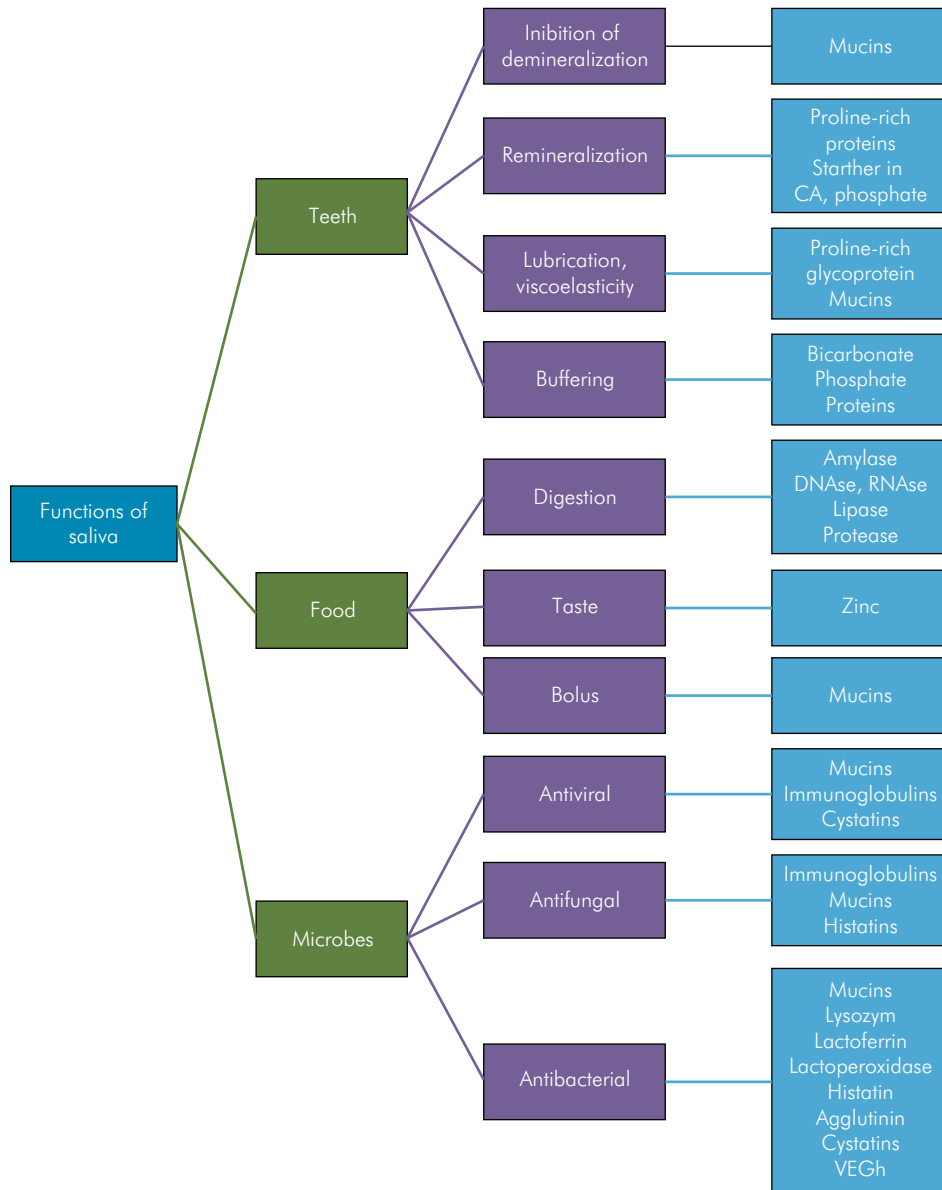 Inibition of
demineralization
Mucins
Remineralization
Proline-rich
proteins
Starther in
CA, phosphate
Teeth
Lubrication,
viscoelasticity
Proline-rich
glycoprotein
Mucins
Buffering
Bicarbonate
Phosphate
Proteins
Functions of
saliva
Digestion
Amylase
DNAse, RNAse
Lipase
Protease
Food
Taste
Zinc
Bolus
Mucins
Antiviral
Mucins
Immunoglobulins
Cystatins
Microbes
Antifungal
Immunoglobulins
Mucins
Histatins
Antibacterial
Mucins
Lysozym
Lactoferrin
Lactoperoxidase
Histatin
Agglutinin
Cystatins
VEGh